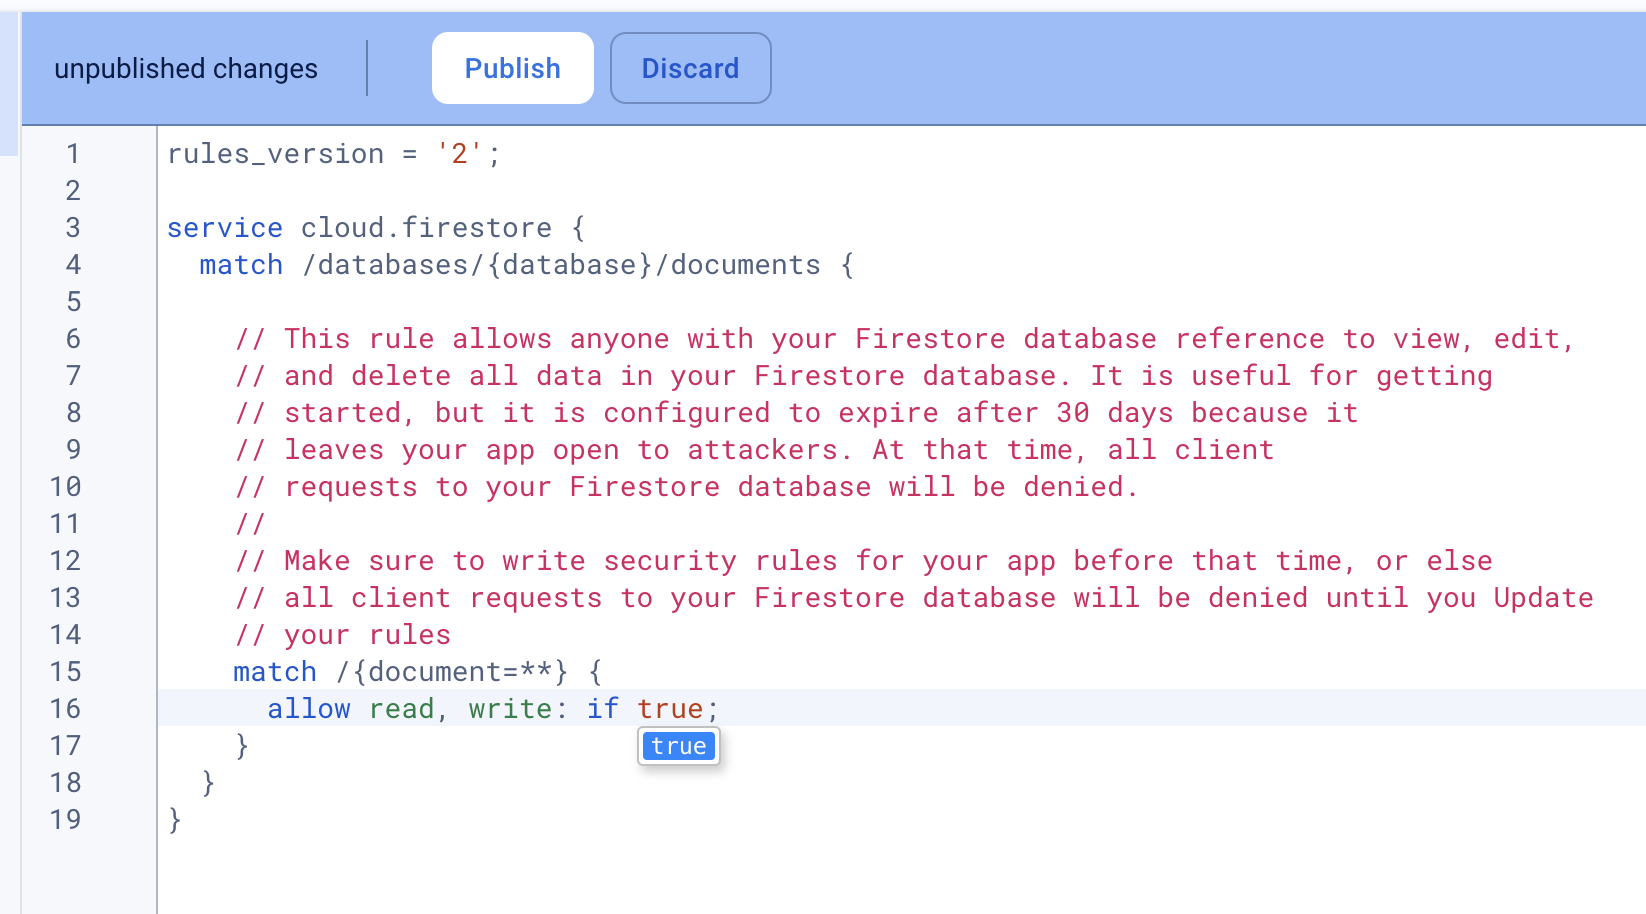 unpublished changes
Publish
Discard
1 rules_version = '2';
2
3 service cloud.firestore {
4   match /databases/{database}/documents {
5
6     // This rule allows anyone with your Firestore database reference to view, edit,
7     // and delete all data in your Firestore database. It is useful for getting
8     // started, but it is configured to expire after 30 days because it
9     // leaves your app open to attackers. At that time, all client
10     // requests to your Firestore database will be denied.
11     //
12     // Make sure to write security rules for your app before that time, or else
13     // all client requests to your Firestore database will be denied until you Update
14     // your rules
15     match /{document=**} {
16       allow read, write: if true;
true
17     }
18   }
19 }